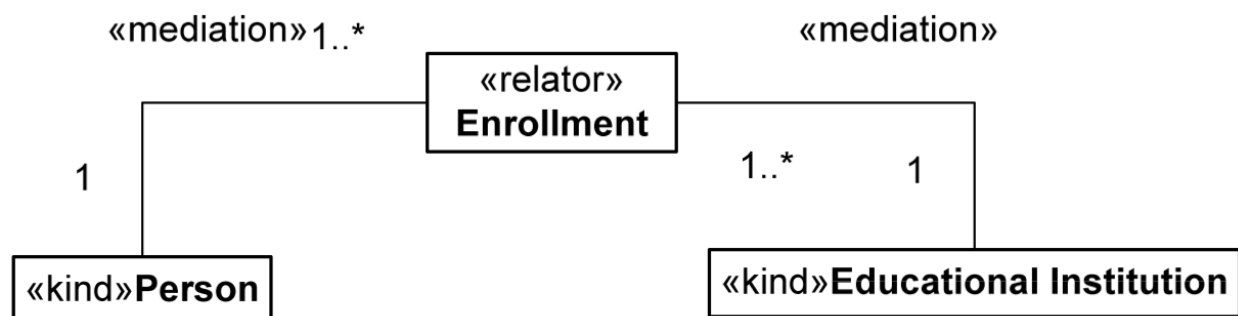 «mediation» 1..*
«mediation»
«relator»
Enrollment
1
1..*
1
«kind»Person
«kind»Educational Institution